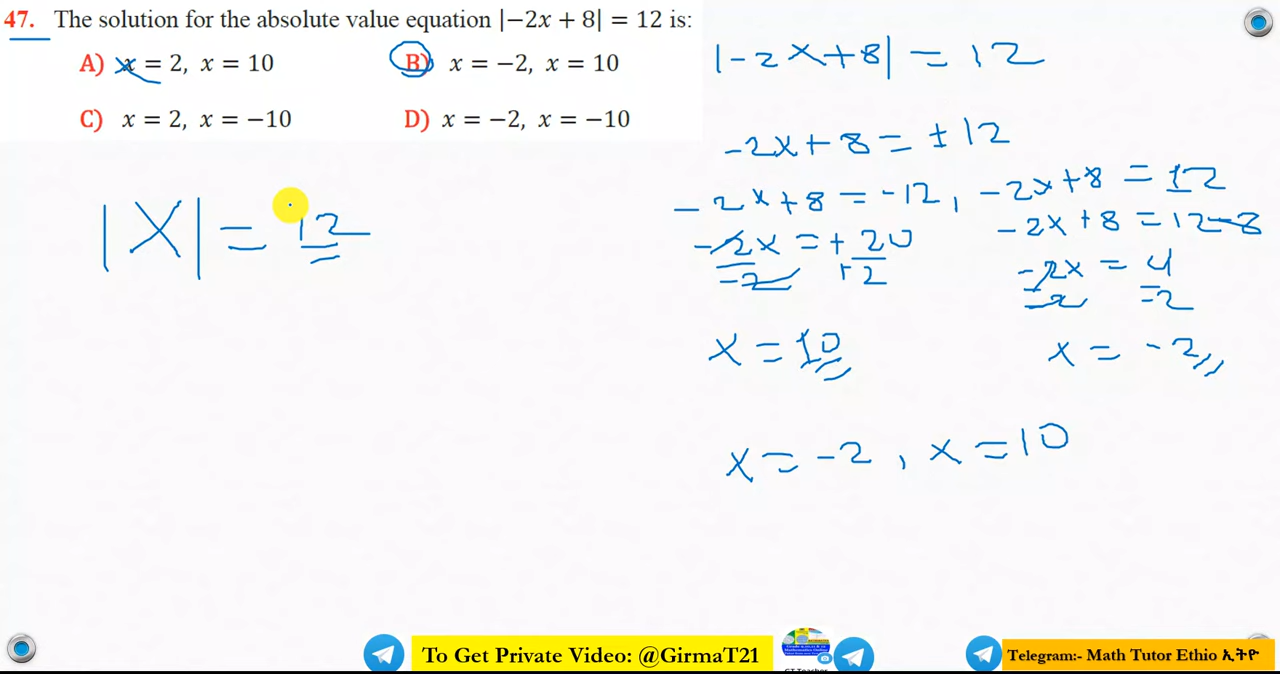 47. The solution for the absolute value equation |−2x + 8| = 12 is:
A) x = 2, x = 10
B) x = −2, x = 10
C) x = 2, x = −10
D) x = −2, x = −10
|X| = 12
|-2x+8| = 12
-2x+8 = ±12
-2x+8 = -12, -2x+8 = 12
-2x = +20
-2 +2
x = 10
-2x+8 = 12-8
-2x = 4
-2 -2
x = -2
x = -2, x = 10
To Get Private Video: @GirmaT21
Telegram:- Math Tutor Ethio ኢትዮ